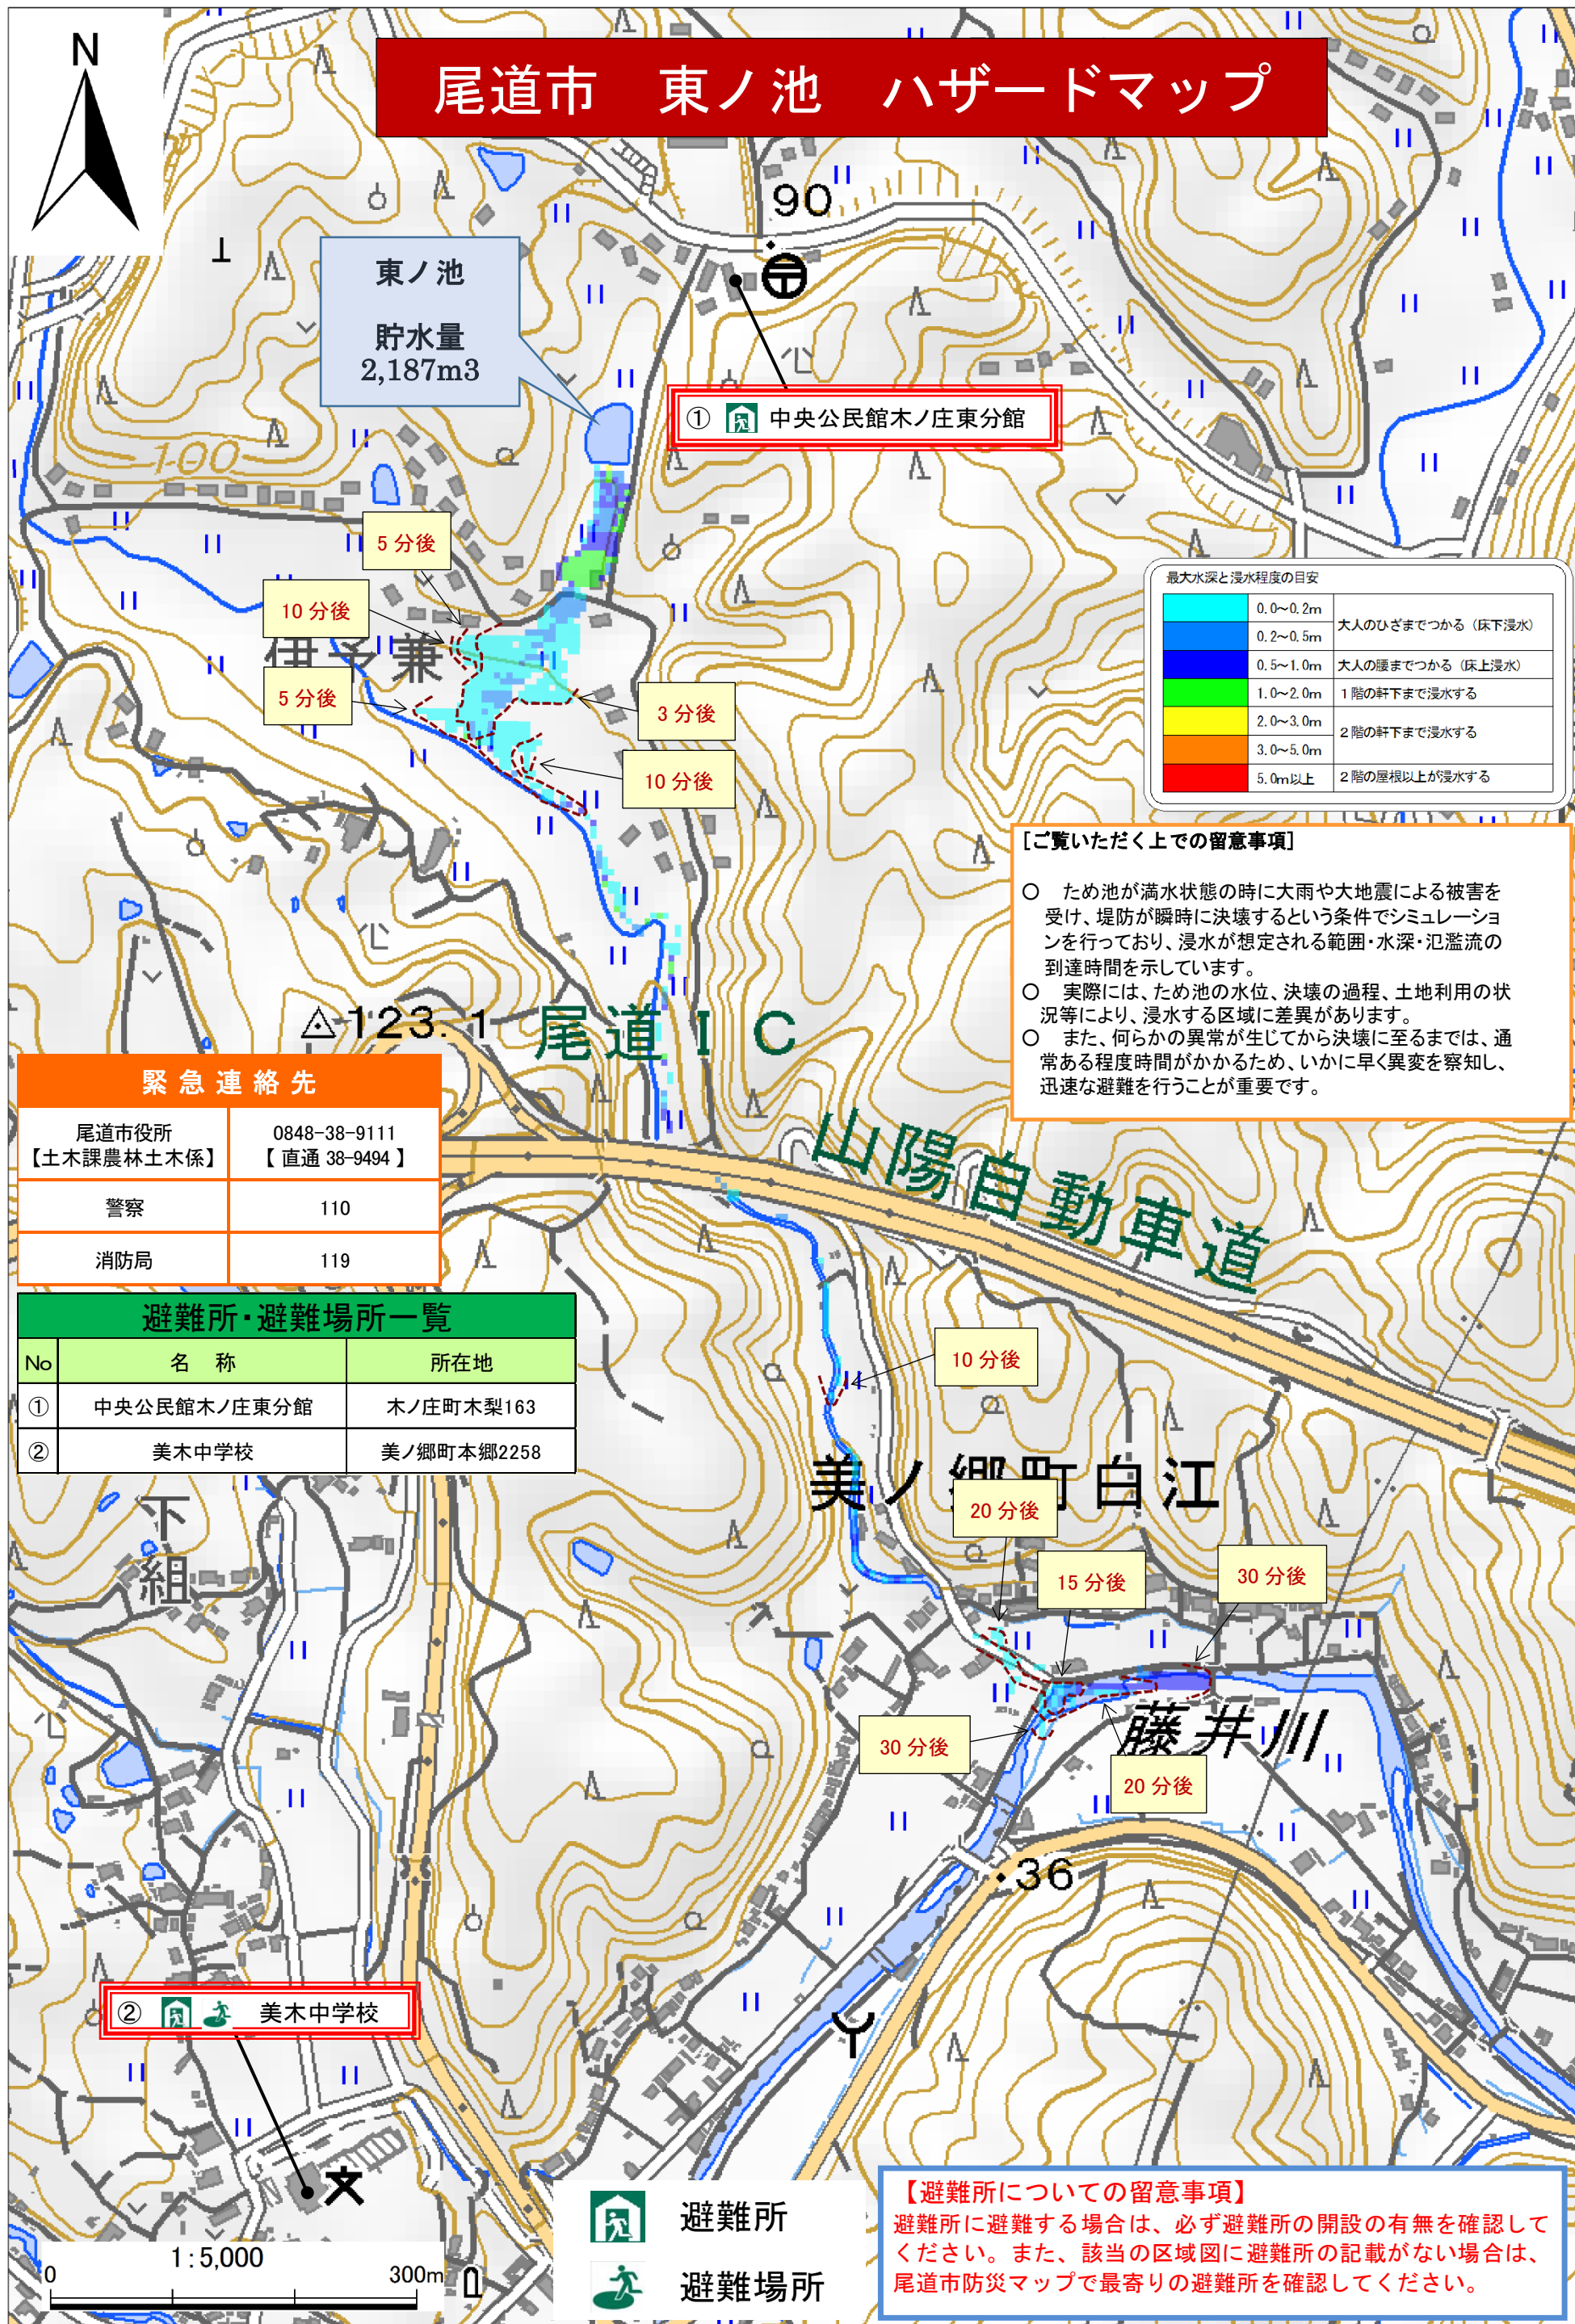 N
尾道市　東ノ池　ハザードマップ
90
東ノ池
貯水量
2,187m3
① 中央公民館木ノ庄東分館
100
5分後
10分後
伊予兼
5分後
3分後
10分後
最大水深と浸水程度の目安
0.0～0.2m
大人のひざまでつかる（床下浸水）
0.2～0.5m
0.5～1.0m 大人の腰までつかる（床上浸水）
1.0～2.0m 1階の軒下まで浸水する
2.0～3.0m
2階の軒下まで浸水する
3.0～5.0m
5.0m以上 2階の屋根以上が浸水する
[ご覧いただく上での留意事項]
○　ため池が満水状態の時に大雨や大地震による被害を
受け、堤防が瞬時に決壊するという条件でシミュレーショ
ンを行っており、浸水が想定される範囲・水深・氾濫流の
到達時間を示しています。
○　実際には、ため池の水位、決壊の過程、土地利用の状
況等により、浸水する区域に差異があります。
○　また、何らかの異常が生じてから決壊に至るまでは、通
常ある程度時間がかかるため、いかに早く異変を察知し、
迅速な避難を行うことが重要です。
123.1
尾道IC
緊急連絡先
尾道市役所
【土木課農林土木係】
0848-38-9111
【 直通 38-9494 】
警察 110
消防局 119
山陽自動車道
避難所・避難場所一覧
No 名　称 所在地
① 中央公民館木ノ庄東分館 木ノ庄町木梨163
② 美木中学校 美ノ郷町本郷2258
10分後
美ノ郷町白江
20分後
15分後
30分後
下組
藤井川
30分後
20分後
36
② 美木中学校
文
1:5,000
0 300m
避難所
避難場所
【避難所についての留意事項】
避難所に避難する場合は、必ず避難所の開設の有無を確認して
ください。また、該当の区域図に避難所の記載がない場合は、
尾道市防災マップで最寄りの避難所を確認してください。